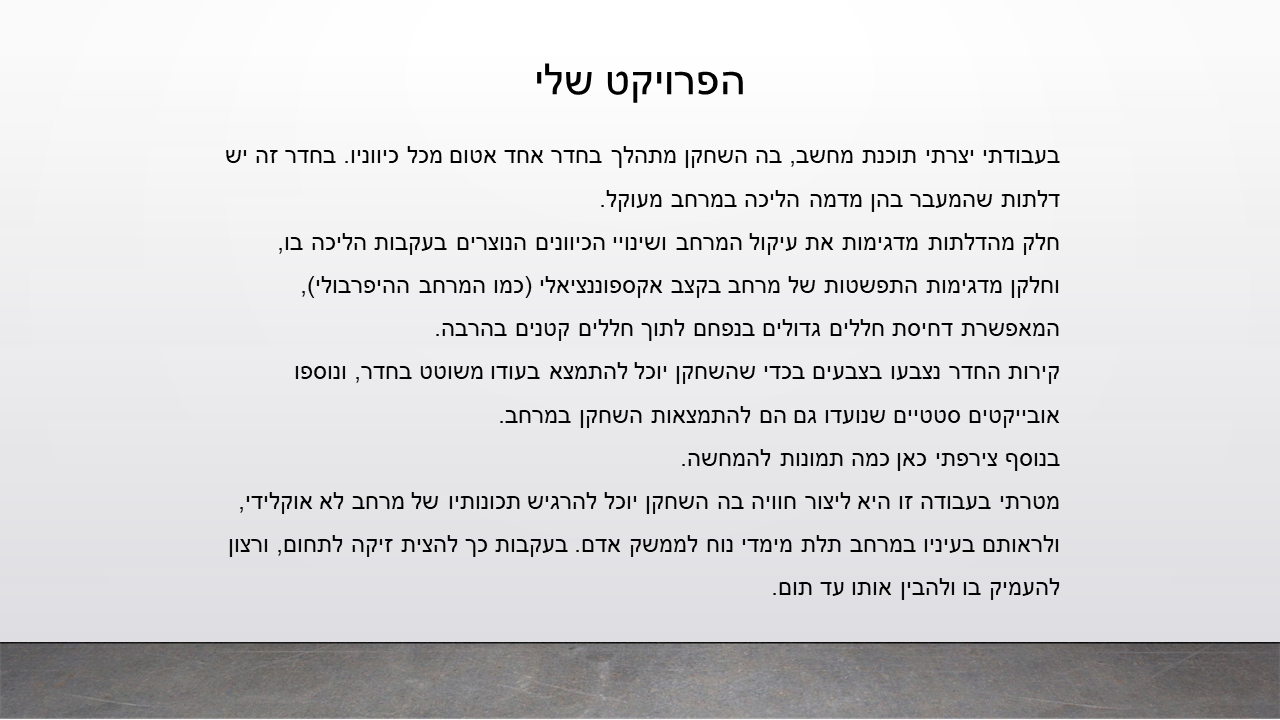 הפרויקט שלי
בעבודתי יצרתי תוכנת מחשב, בה השחקן מתהלך בחדר אחד אטום מכל כיווניו. בחדר זה יש
דלתות שהמעבר בהן מדמה הליכה במרחב מעוקל.
חלק מהדלתות מדגימות את עיקול המרחב ושינויי הכיוונים הנוצרים בעקבות הליכה בו,
וחלקן מדגימות התפשטות של מרחב בקצב אקספוננציאלי (כמו המרחב ההיפרבולי),
המאפשרת דחיסת חללים גדולים בנפחם לתוך חללים קטנים בהרבה.
קירות החדר נצבעו בצבעים בכדי שהשחקן יוכל להתמצא בעודו משוטט בחדר, ונוספו
אובייקטים סטטיים שנועדו גם הם להתמצאות השחקן במרחב.
בנוסף צירפתי כאן כמה תמונות להמחשה.
מטרתי בעבודה זו היא ליצור חוויה בה השחקן יוכל להרגיש תכונותיו של מרחב לא אוקלידי,
ולראותם בעיניו במרחב תלת מימדי נוח לממשק אדם. בעקבות כך להצית זיקה לתחום, ורצון
להעמיק בו ולהבין אותו עד תום.